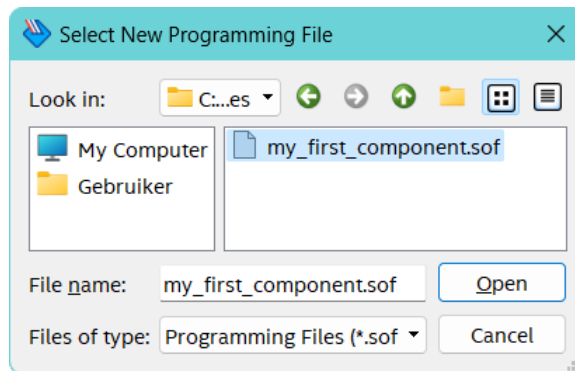 Select New Programming File
Look in: C:...es
My Computer
Gebruiker
my_first_component.sof
File name: my_first_component.sof Open
Files of type: Programming Files (*.sof Cancel